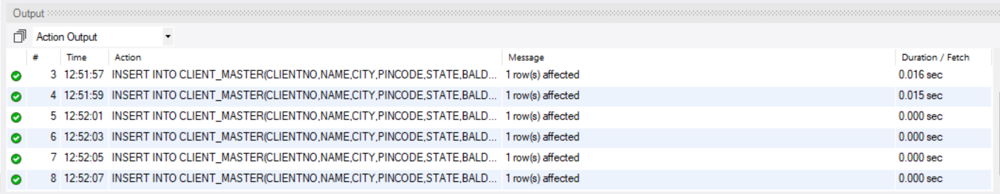 Output
Action Output
# Time Action Message Duration / Fetch
3 12:51:57 INSERT INTO CLIENT_MASTER(CLIENTNO,NAME,CITY,PINCODE,STATE,BALD... 1 row(s) affected 0.016 sec
4 12:51:59 INSERT INTO CLIENT_MASTER(CLIENTNO,NAME,CITY,PINCODE,STATE,BALD... 1 row(s) affected 0.015 sec
5 12:52:01 INSERT INTO CLIENT_MASTER(CLIENTNO,NAME,CITY,PINCODE,STATE,BALD... 1 row(s) affected 0.000 sec
6 12:52:03 INSERT INTO CLIENT_MASTER(CLIENTNO,NAME,CITY,PINCODE,STATE,BALD... 1 row(s) affected 0.000 sec
7 12:52:05 INSERT INTO CLIENT_MASTER(CLIENTNO,NAME,CITY,PINCODE,STATE,BALD... 1 row(s) affected 0.000 sec
8 12:52:07 INSERT INTO CLIENT_MASTER(CLIENTNO,NAME,CITY,PINCODE,STATE,BALD... 1 row(s) affected 0.000 sec